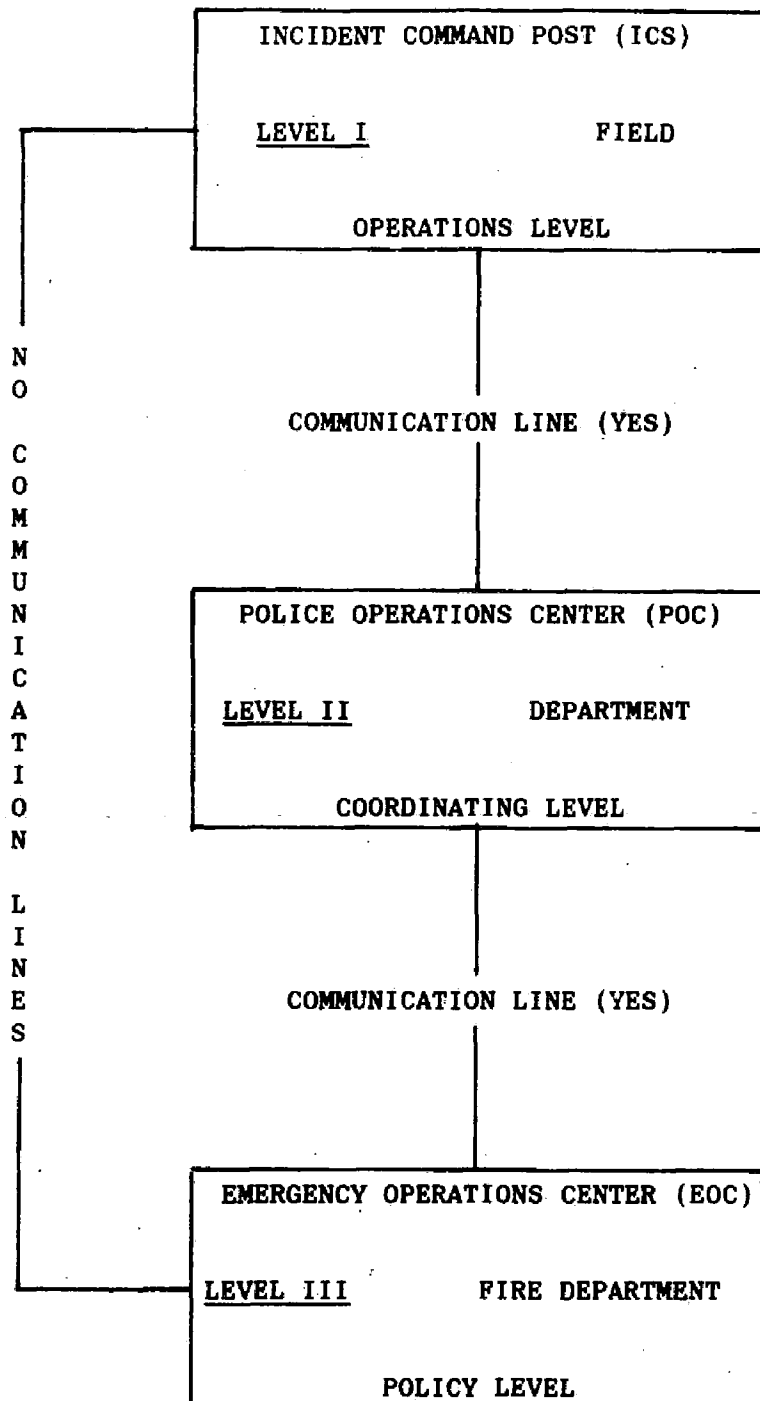 INCIDENT COMMAND POST (ICS)
LEVEL I FIELD
OPERATIONS LEVEL
NO COMMUNICATION LINES
COMMUNICATION LINE (YES)
POLICE OPERATIONS CENTER (POC)
LEVEL II DEPARTMENT
COORDINATING LEVEL
COMMUNICATION LINE (YES)
EMERGENCY OPERATIONS CENTER (EOC)
LEVEL III FIRE DEPARTMENT
POLICY LEVEL